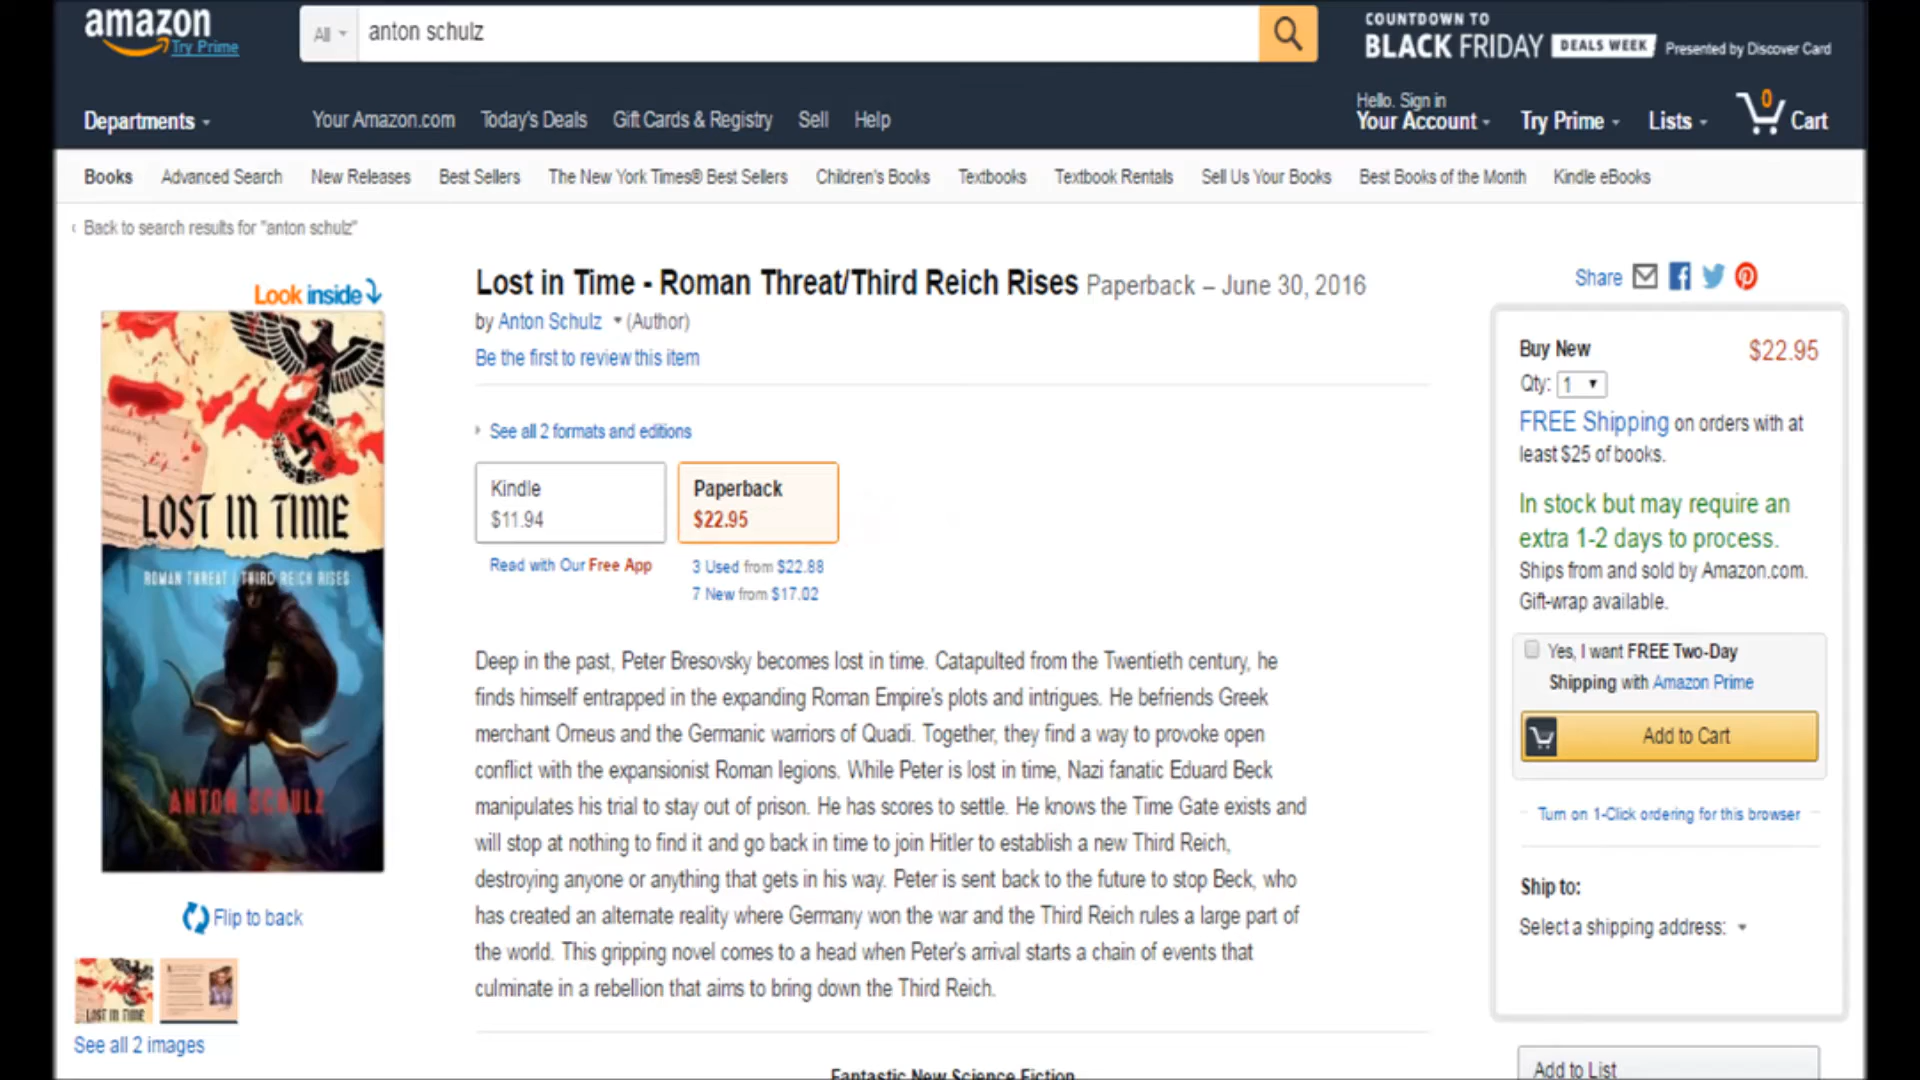 amazon
Try Prime
All
anton schulz
COUNTDOWN TO
BLACK FRIDAY DEALS WEEK Presented by Discover Card
Departments
Your Amazon.com Today's Deals Gift Cards & Registry Sell Help
Hello. Sign in
Your Account
Try Prime
Lists
0
Cart
Books Advanced Search New Releases Best Sellers The New York Times® Best Sellers Children's Books Textbooks Textbook Rentals Sell Us Your Books Best Books of the Month Kindle eBooks
‹ Back to search results for "anton schulz"
Look inside
LOST IN TIME
ROMAN THREAT / THIRD REICH RISES
ANTON SCHULZ
Flip to back
LOST IN TIME
See all 2 images
Lost in Time - Roman Threat/Third Reich Rises Paperback – June 30, 2016
by Anton Schulz (Author)
Be the first to review this item
See all 2 formats and editions
Kindle
$11.94
Paperback
$22.95
Read with Our Free App
3 Used from $22.88
7 New from $17.02
Deep in the past, Peter Bresovsky becomes lost in time. Catapulted from the Twentieth century, he
finds himself entrapped in the expanding Roman Empire's plots and intrigues. He befriends Greek
merchant Orneus and the Germanic warriors of Quadi. Together, they find a way to provoke open
conflict with the expansionist Roman legions. While Peter is lost in time, Nazi fanatic Eduard Beck
manipulates his trial to stay out of prison. He has scores to settle. He knows the Time Gate exists and
will stop at nothing to find it and go back in time to join Hitler to establish a new Third Reich,
destroying anyone or anything that gets in his way. Peter is sent back to the future to stop Beck, who
has created an alternate reality where Germany won the war and the Third Reich rules a large part of
the world. This gripping novel comes to a head when Peter's arrival starts a chain of events that
culminate in a rebellion that aims to bring down the Third Reich.
Fantastic New Science Fiction
Share
Buy New $22.95
Qty: 1
FREE Shipping on orders with at
least $25 of books.
In stock but may require an
extra 1-2 days to process.
Ships from and sold by Amazon.com.
Gift-wrap available.
Yes, I want FREE Two-Day
Shipping with Amazon Prime
Add to Cart
Turn on 1-Click ordering for this browser
Ship to:
Select a shipping address:
Add to List